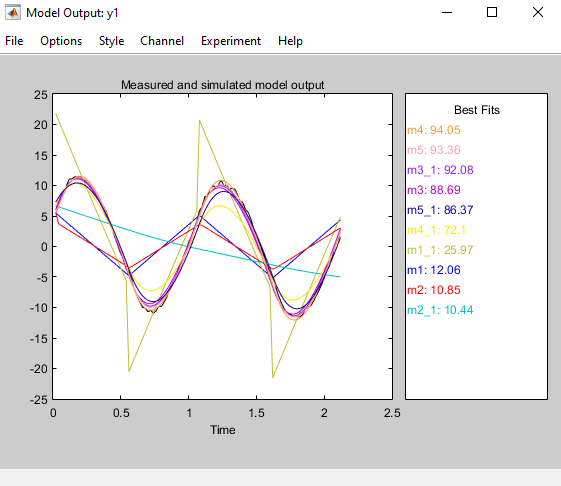 Model Output: y1
File Options Style Channel Experiment Help
Measured and simulated model output
25
20
15
10
5
0
-5
-10
-15
-20
-25
0 0.5 1 1.5 2 2.5
Time
Best Fits
m4: 94.05
m5: 93.36
m3_1: 92.08
m3: 88.69
m5_1: 86.37
m4_1: 72.1
m1_1: 25.97
m1: 12.06
m2: 10.85
m2_1: 10.44